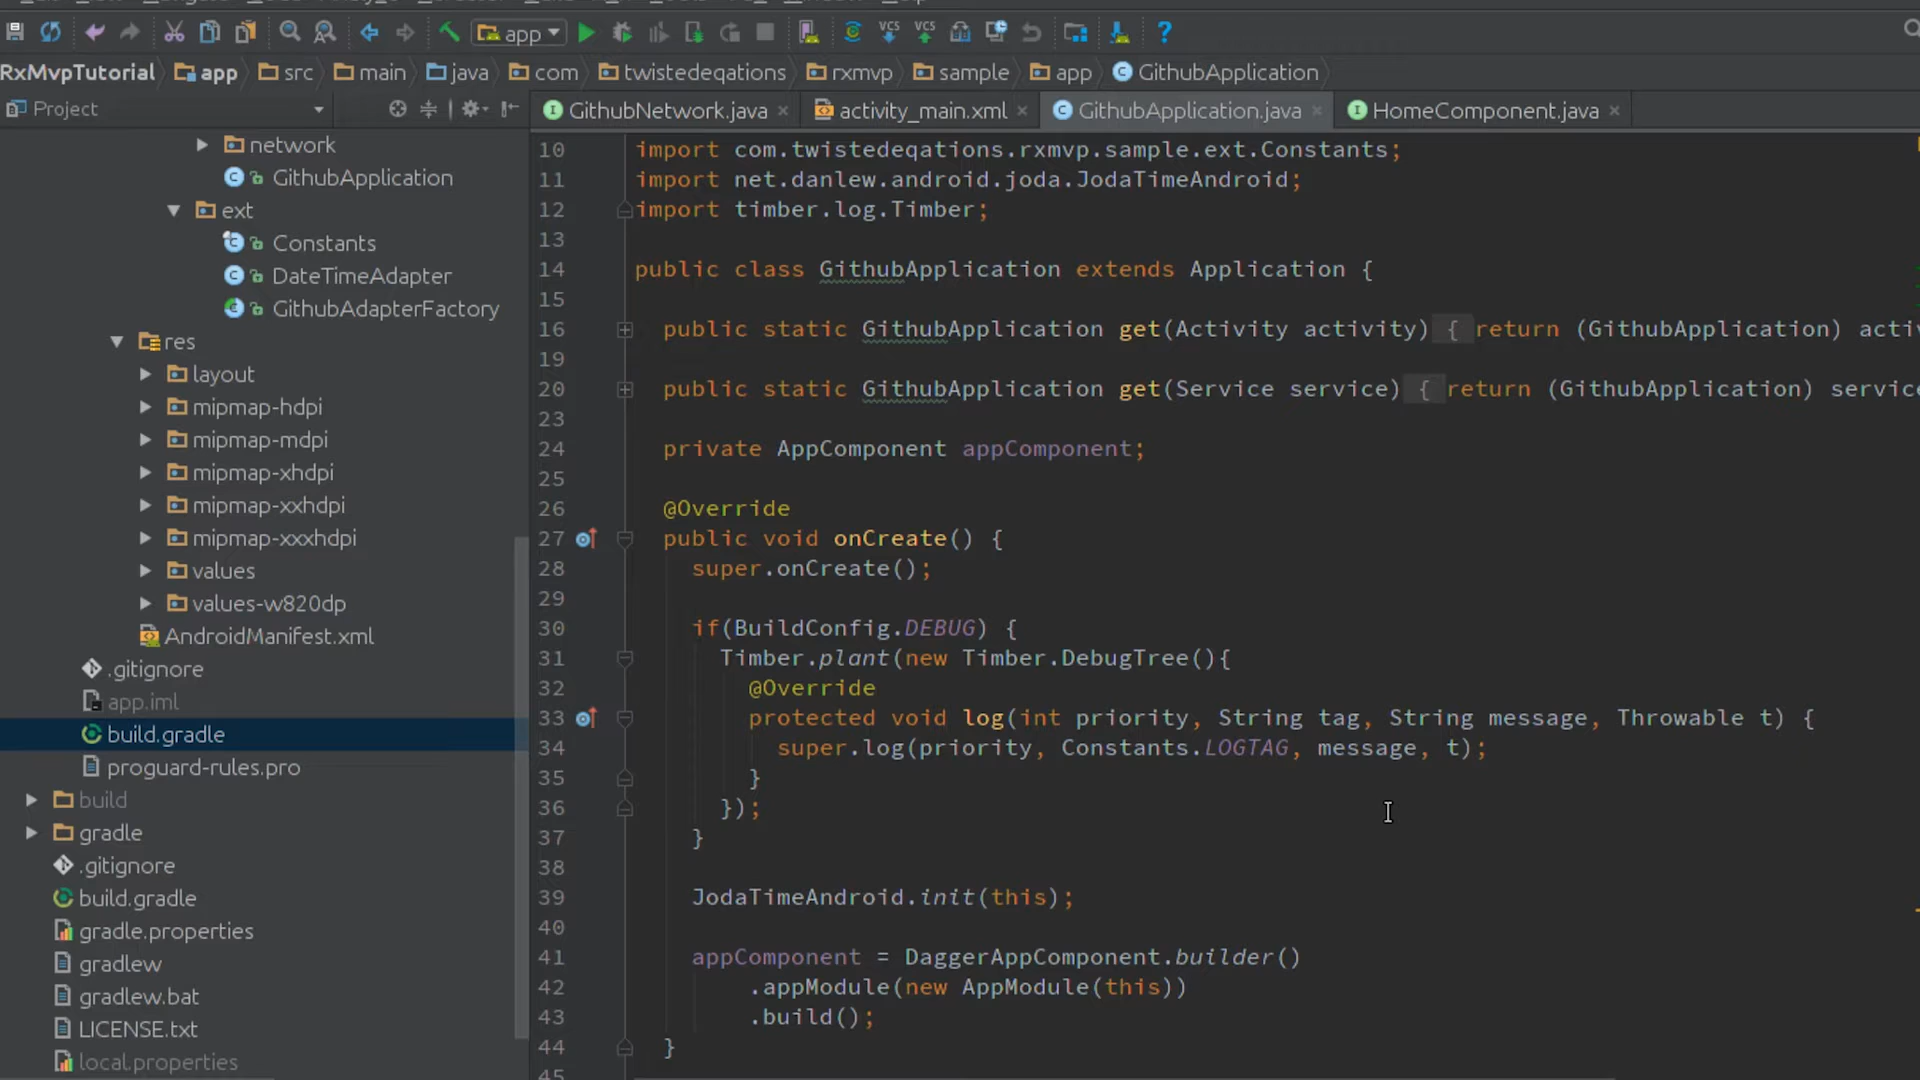 app
VCS VCS
?
RxMvpTutorial app src main java com twistedeqations rxmvp sample app GithubApplication
Project
GithubNetwork.java
activity_main.xml
GithubApplication.java
HomeComponent.java
network
GithubApplication
ext
Constants
DateTimeAdapter
GithubAdapterFactory
res
layout
mipmap-hdpi
mipmap-mdpi
mipmap-xhdpi
mipmap-xxhdpi
mipmap-xxxhdpi
values
values-w820dp
AndroidManifest.xml
.gitignore
app.iml
build.gradle
proguard-rules.pro
build
gradle
.gitignore
build.gradle
gradle.properties
gradlew
gradlew.bat
LICENSE.txt
local.properties
10 import com.twistedeqations.rxmvp.sample.ext.Constants;
11 import net.danlew.android.joda.JodaTimeAndroid;
12 import timber.log.Timber;
13
14 public class GithubApplication extends Application {
15
16 public static GithubApplication get(Activity activity) { return (GithubApplication) activ
19
20 public static GithubApplication get(Service service) { return (GithubApplication) service
23
24 private AppComponent appComponent;
25
26 @Override
27 public void onCreate() {
28 super.onCreate();
29
30 if(BuildConfig.DEBUG) {
31 Timber.plant(new Timber.DebugTree(){
32 @Override
33 protected void log(int priority, String tag, String message, Throwable t) {
34 super.log(priority, Constants.LOGTAG, message, t);
35 }
36 });
37 }
38
39 JodaTimeAndroid.init(this);
40
41 appComponent = DaggerAppComponent.builder()
42 .appModule(new AppModule(this))
43 .build();
44 }
45